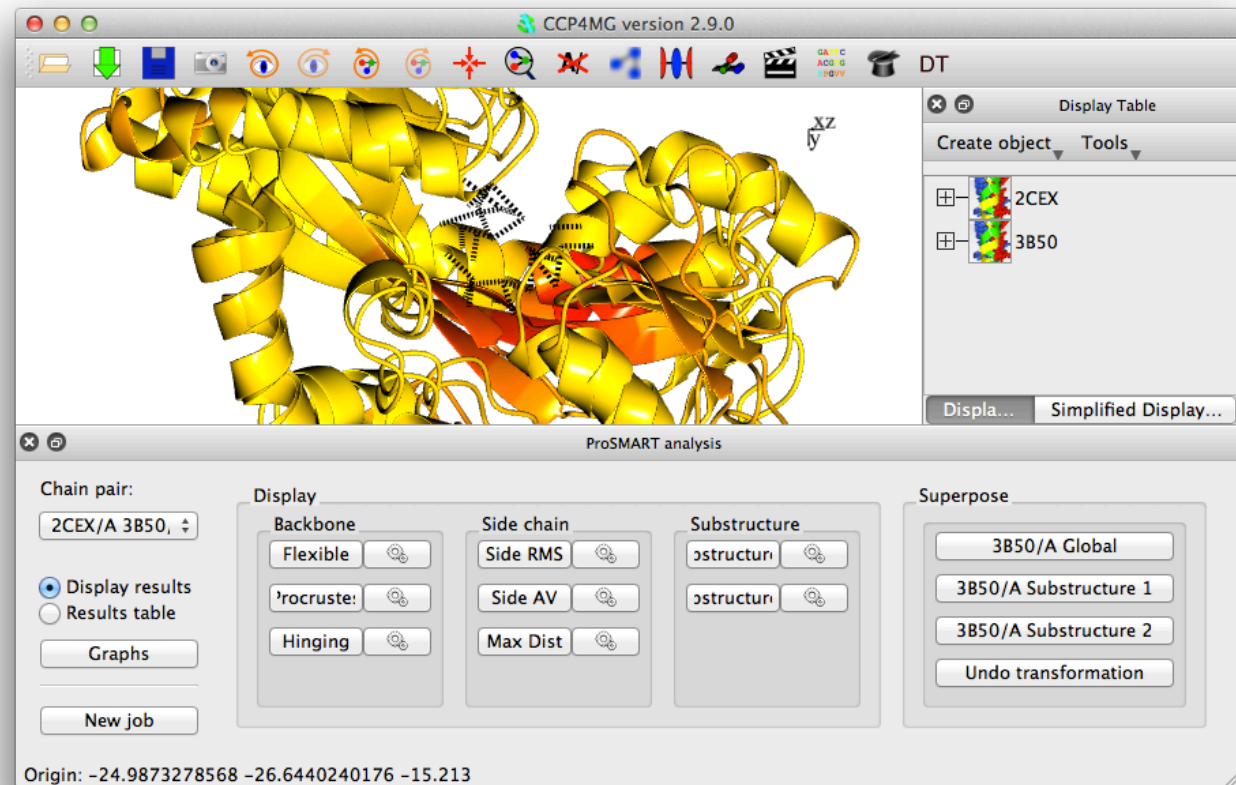 CCP4MG version 2.9.0
DT
xz
y
Display Table
Create object Tools
2CEX
3B50
Displa... Simplified Display...
ProSMART analysis
Chain pair:
2CEX/A 3B50,
Display results
Results table
Graphs
New job
Display
Backbone
Flexible
Procrustes
Hinging
Side chain
Side RMS
Side AV
Max Dist
Substructure
ostructure
ostructure
Superpose
3B50/A Global
3B50/A Substructure 1
3B50/A Substructure 2
Undo transformation
Origin: -24.9873278568 -26.6440240176 -15.213